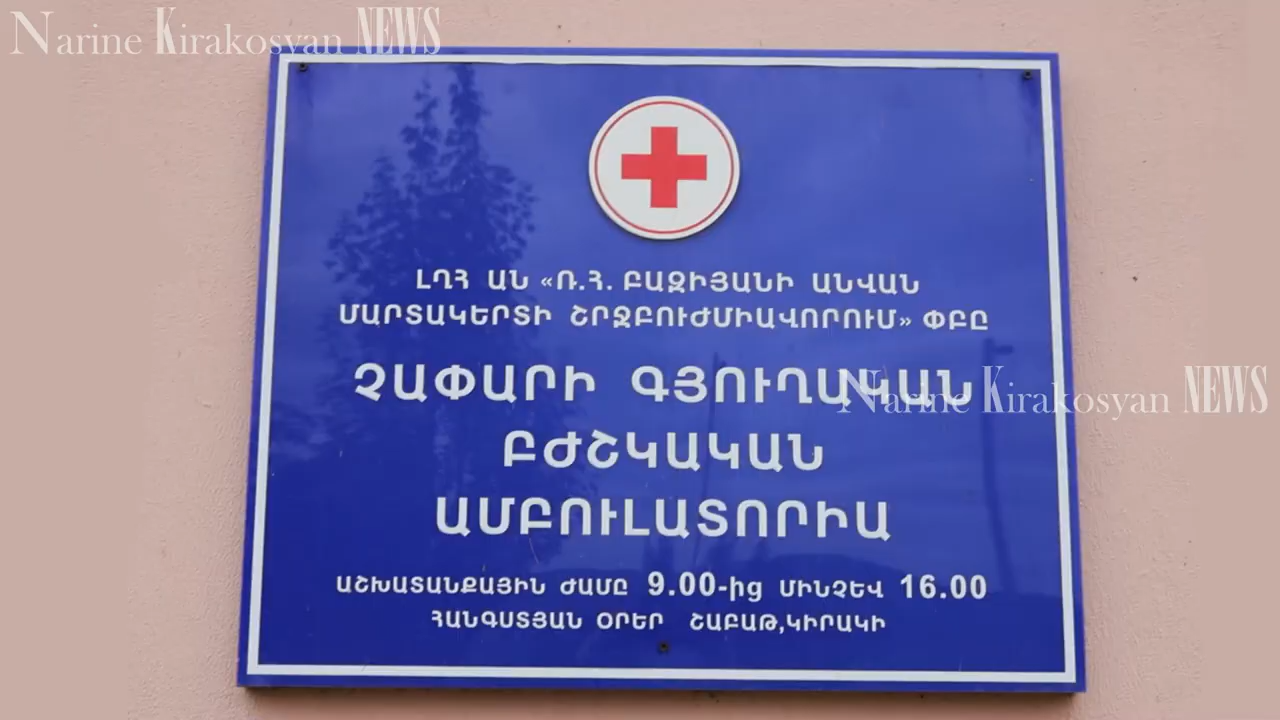 Narine Kirakosyan NEWS
ԼՂՀ ԱՆ «Ռ.Հ. ԲԱԶԻՅԱՆԻ ԱՆՎԱՆ
ՄԱՐՏԱԿԵՐՏԻ ՇՐՋԲՈՒԺՄԻԱՎՈՐՈՒՄ» ՓԲԸ
ՉԱՓԱՐԻ ԳՅՈՒՂԱԿԱՆ
Narine Kirakosyan NEWS
ԲԺՇԿԱԿԱՆ
ԱՄԲՈՒԼԱՏՈՐԻԱ
ԱՇԽԱՏԱՆՔԱՅԻՆ ԺԱՄԸ 9.00-ից ՄԻՆՉԵՎ 16.00
ՀԱՆԳՍՏՅԱՆ ՕՐԵՐ ՇԱԲԱԹ,ԿԻՐԱԿԻ